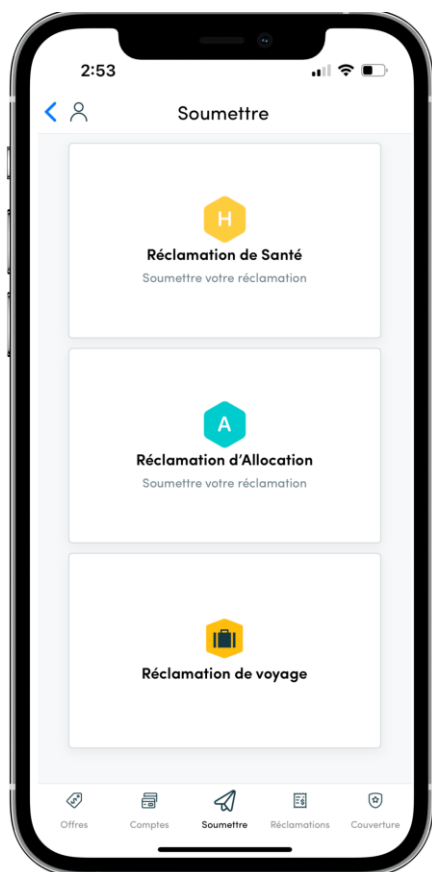 2:53
Soumettre
H
Réclamation de Santé
Soumettre votre réclamation
A
Réclamation d'Allocation
Soumettre votre réclamation
Réclamation de voyage
Offres
Comptes
Soumettre
Réclamations
Couverture